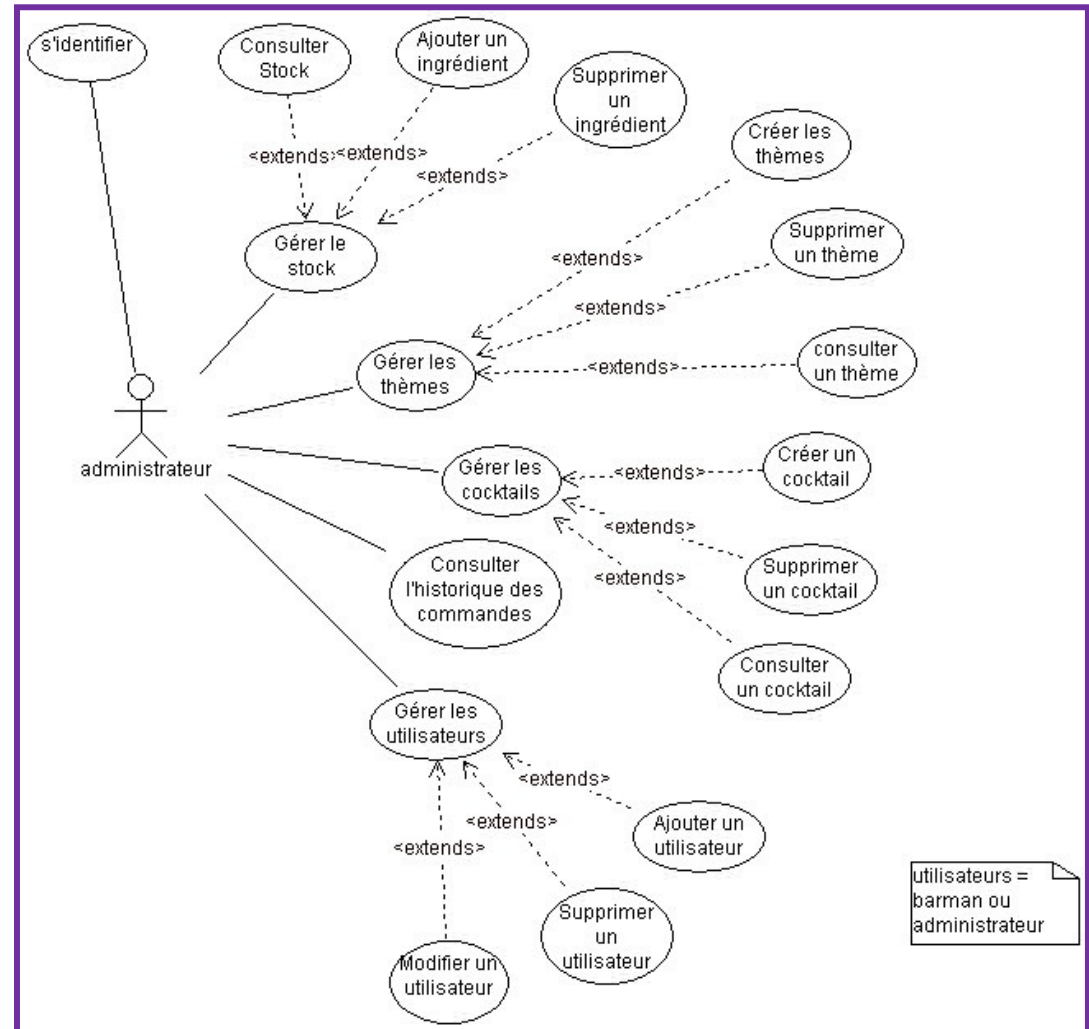 s'identifier
Consulter
Stock
Ajouter un
ingrédient
Supprimer
un
ingrédient
Créer les
thèmes
<extends>
<extends>
<extends>
Gérer le
stock
Supprimer
un thème
<extends>
<extends>
Gérer les
thèmes
<extends>
consulter
un thème
administrateur
Gérer les
cocktails
<extends>
Créer un
cocktail
<extends>
Consulter
l'historique des
commandes
<extends>
Supprimer
un cocktail
Consulter
un cocktail
Gérer les
utilisateurs
<extends>
<extends>
<extends>
Ajouter un
utilisateur
Supprimer
un
utilisateur
Modifier un
utilisateur
utilisateurs =
barman ou
administrateur